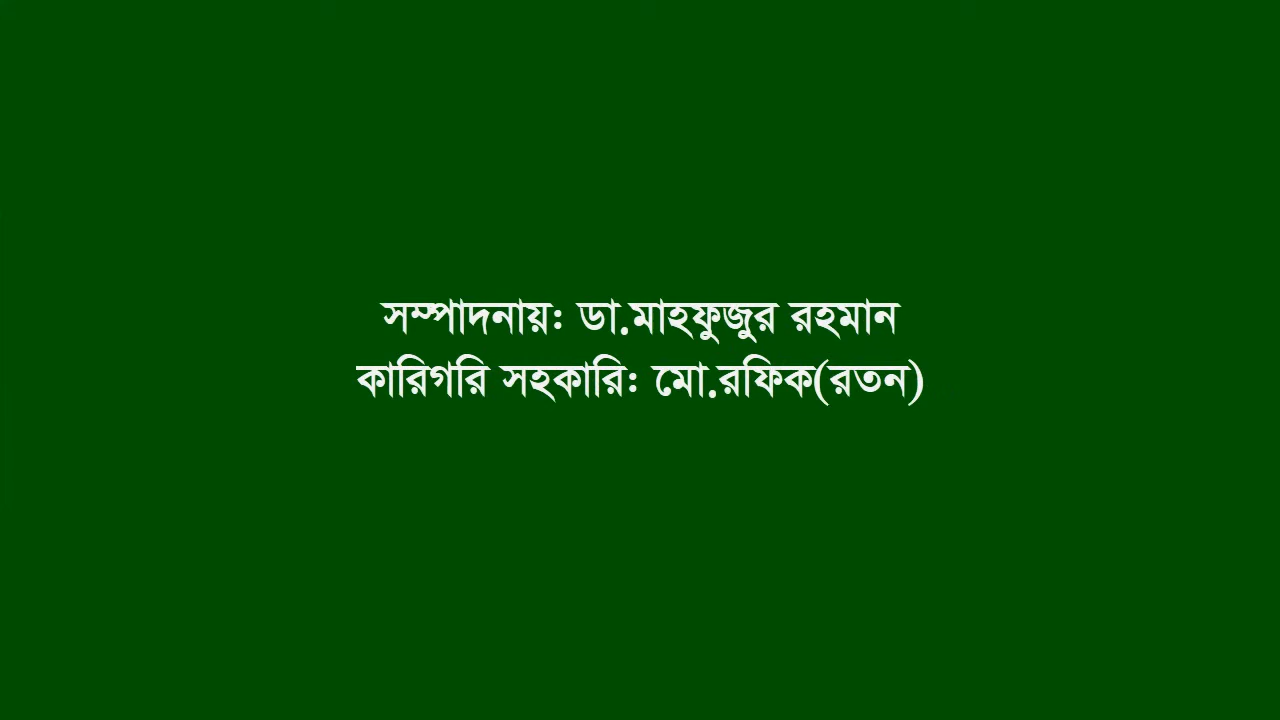 সম্পাদনায়: ডা.মাহফুজুর রহমান
কারিগরি সহকারি: মো.রফিক(রতন)